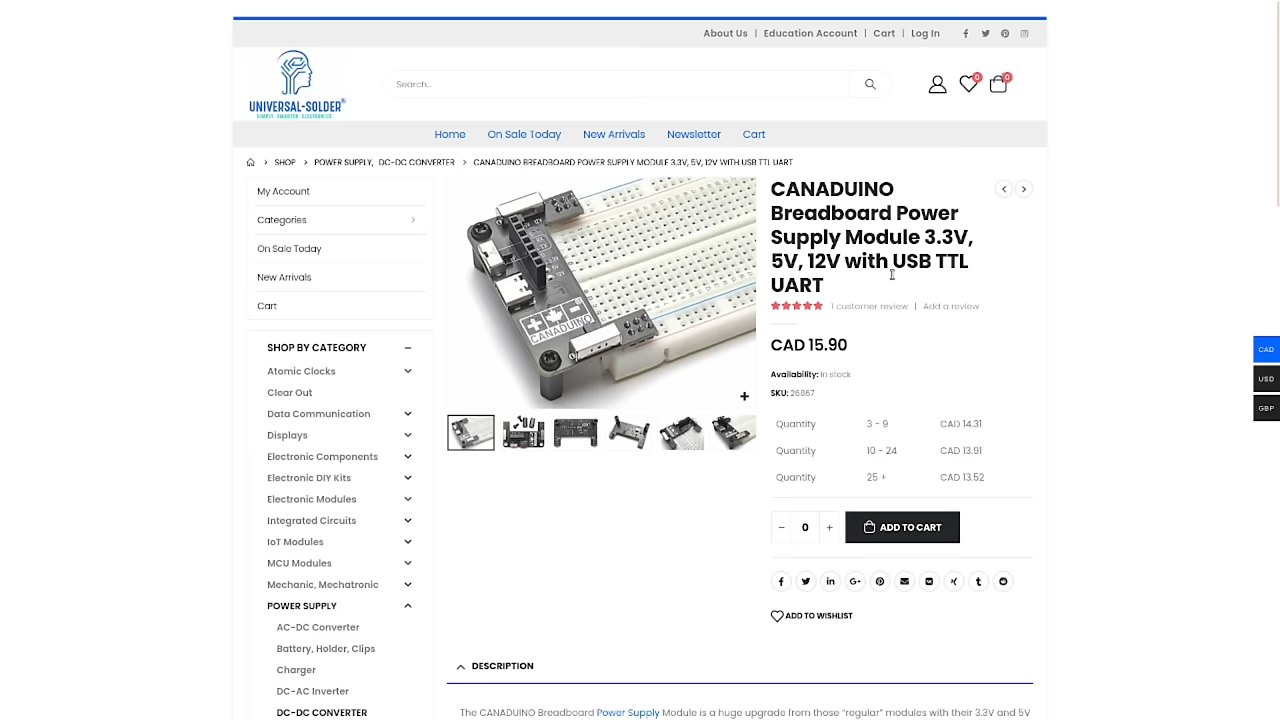 About Us | Education Account | Cart | Log In
UNIVERSAL-SOLDER®
SIMPLY. SMARTER. ELECTRONICS.
Search..
0
0
Home
On Sale Today
New Arrivals
Newsletter
Cart
SHOP > POWER SUPPLY, DC-DC CONVERTER > CANADUINO BREADBOARD POWER SUPPLY MODULE 3.3V, 5V, 12V WITH USB TTL UART
My Account
Categories
On Sale Today
New Arrivals
Cart
SHOP BY CATEGORY
Atomic Clocks
Clear Out
Data Communication
Displays
Electronic Components
Electronic DIY Kits
Electronic Modules
Integrated Circuits
IoT Modules
MCU Modules
Mechanic, Mechatronic
POWER SUPPLY
AC-DC Converter
Battery, Holder, Clips
Charger
DC-AC Inverter
DC-DC CONVERTER
CANADUINO
CANADUINO
Breadboard Power
Supply Module 3.3V,
5V, 12V with USB TTL
UART
1 customer review | Add a review
CAD 15.90
Availability: In stock
SKU: 26867
Quantity 3 - 9 CAD 14.31
Quantity 10 - 24 CAD 13.91
Quantity 25 + CAD 13.52
− 0 + ADD TO CART
ADD TO WISHLIST
CAD
USD
GBP
DESCRIPTION
The CANADUINO Breadboard Power Supply Module is a huge upgrade from those “regular” modules with their 3.3V and 5V